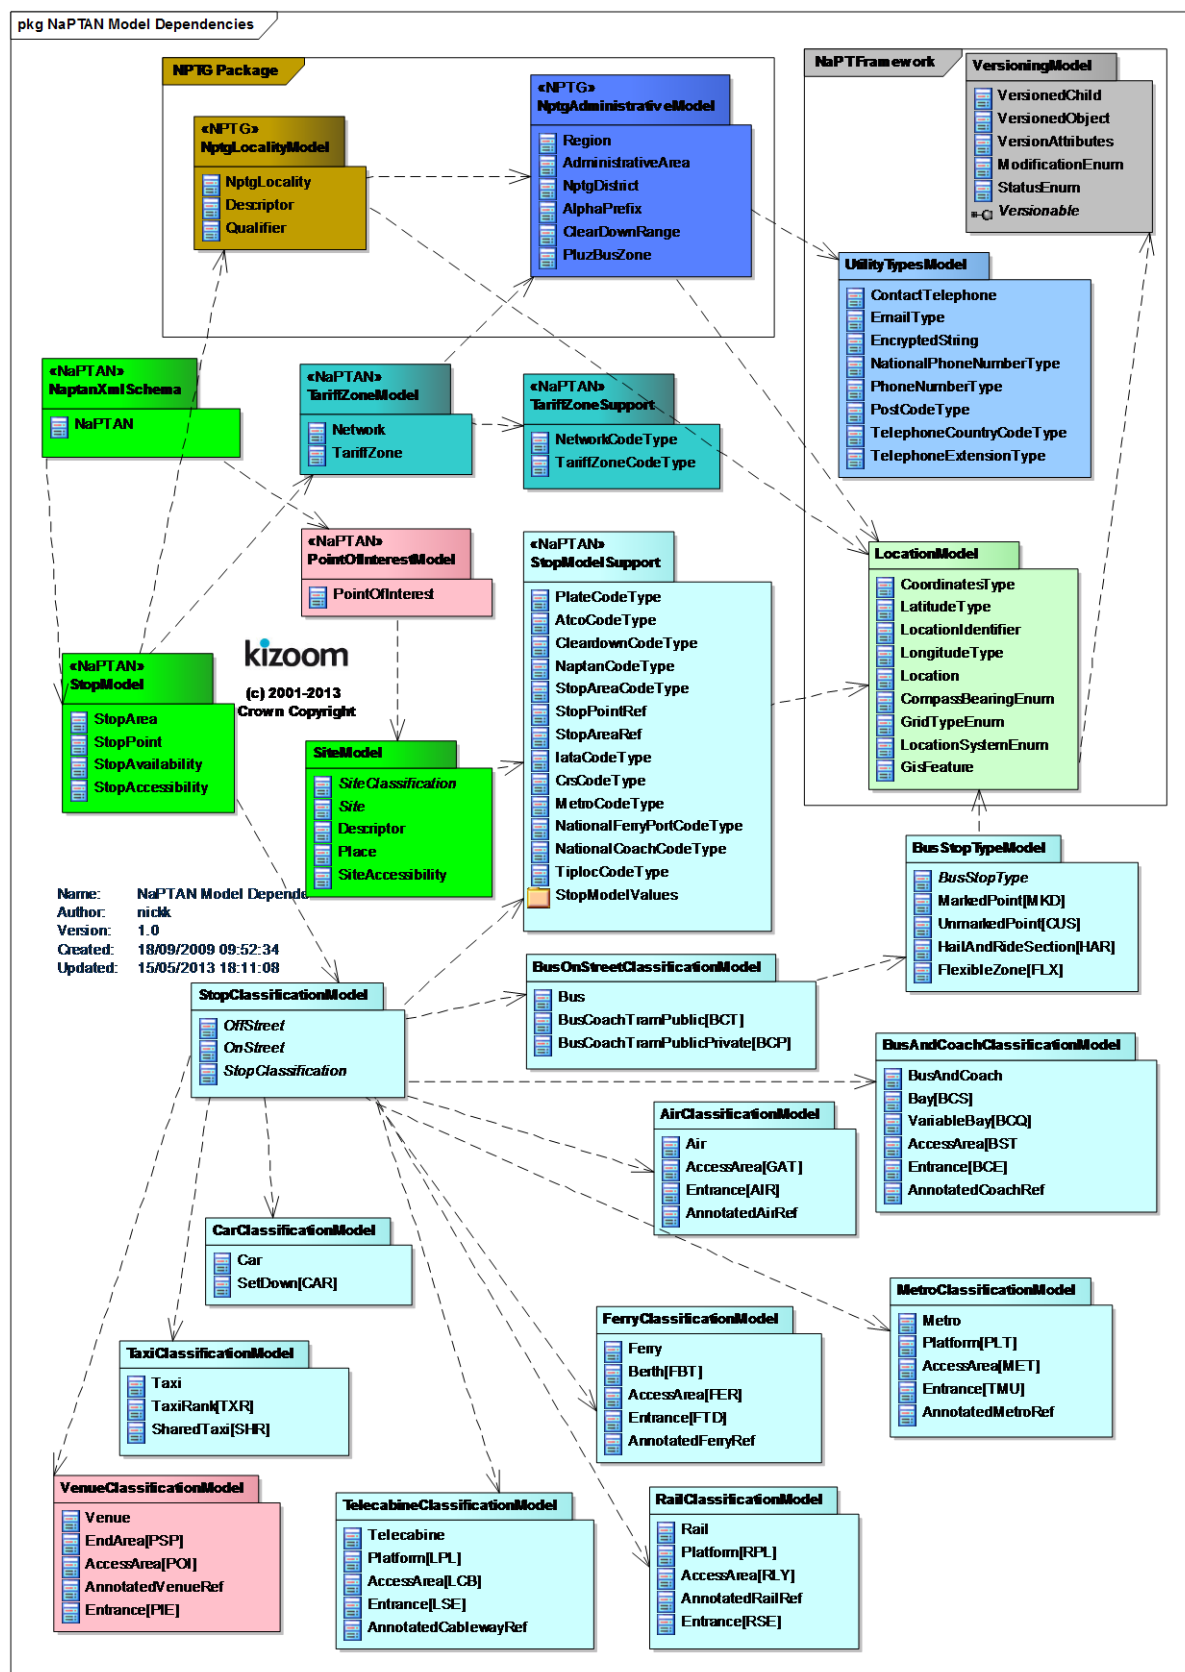 pkg NaPTAN Model Dependencies
NPTG Package
«NPTG»
NptgLocalityModel
NptgLocality
Descriptor
Qualifier
«NPTG»
NptgAdministrativeModel
Region
AdministrativeArea
NptgDistrict
AlphaPrefix
ClearDownRange
PluzBusZone
NaPTFramework
VersioningModel
VersionedChild
VersionedObject
VersionAttributes
ModificationEnum
StatusEnum
Versionable
UtilityTypesModel
ContactTelephone
EmailType
EncryptedString
NationalPhoneNumberType
PhoneNumberType
PostCodeType
TelephoneCountryCodeType
TelephoneExtensionType
«NaPTAN»
NaptanXmlSchema
NaPTAN
«NaPTAN»
TariffZoneModel
Network
TariffZone
«NaPTAN»
TariffZoneSupport
NetworkCodeType
TariffZoneCodeType
«NaPTAN»
PointOfInterestModel
PointOfInterest
«NaPTAN»
StopModelSupport
PlateCodeType
AtcoCodeType
CleardownCodeType
NaptanCodeType
StopAreaCodeType
StopPointRef
StopAreaRef
IataCodeType
CrsCodeType
MetroCodeType
NationalFerryPortCodeType
NationalCoachCodeType
TiplocCodeType
StopModelValues
LocationModel
CoordinatesType
LatitudeType
LocationIdentifier
LongitudeType
Location
CompassBearingEnum
GridTypeEnum
LocationSystemEnum
GisFeature
«NaPTAN»
StopModel
StopArea
StopPoint
StopAvailability
StopAccessibility
kizoom
(c) 2001-2013
Crown Copyright
SiteModel
SiteClassification
Site
Descriptor
Place
SiteAccessibility
Name: NaPTAN Model Depende
Author: nickk
Version: 1.0
Created: 18/09/2009 09:52:34
Updated: 15/05/2013 18:11:08
BusStopTypeModel
BusStopType
MarkedPoint[MKD]
UnmarkedPoint[CUS]
HailAndRideSection[HAR]
FlexibleZone[FLX]
StopClassificationModel
OffStreet
OnStreet
StopClassification
BusOnStreetClassificationModel
Bus
BusCoachTramPublic[BCT]
BusCoachTramPublicPrivate[BCP]
BusAndCoachClassificationModel
BusAndCoach
Bay[BCS]
VariableBay[BCQ]
AccessArea[BST
Entrance[BCE]
AnnotatedCoachRef
AirClassificationModel
Air
AccessArea[GAT]
Entrance[AIR]
AnnotatedAirRef
CarClassificationModel
Car
SetDown[CAR]
MetroClassificationModel
Metro
Platform[PLT]
AccessArea[MET]
Entrance[TMU]
AnnotatedMetroRef
FerryClassificationModel
Ferry
Berth[FBT]
AccessArea[FER]
Entrance[FTD]
AnnotatedFerryRef
TaxiClassificationModel
Taxi
TaxiRank[TXR]
SharedTaxi[SHR]
VenueClassificationModel
Venue
EndArea[PSP]
AccessArea[POI]
AnnotatedVenueRef
Entrance[PIE]
TelecabineClassificationModel
Telecabine
Platform[LPL]
AccessArea[LCB]
Entrance[LSE]
AnnotatedCablewayRef
RailClassificationModel
Rail
Platform[RPL]
AccessArea[RLY]
AnnotatedRailRef
Entrance[RSE]